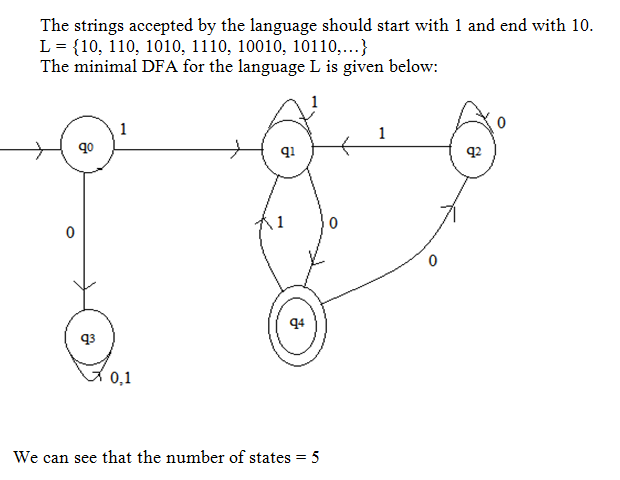 The strings accepted by the language should start with 1 and end with 10.
L = {10, 110, 1010, 1110, 10010, 10110,...}
The minimal DFA for the language L is given below:
1
1
1
0
q0
q1
q2
0
1
0
0
q3
q4
0,1
We can see that the number of states = 5